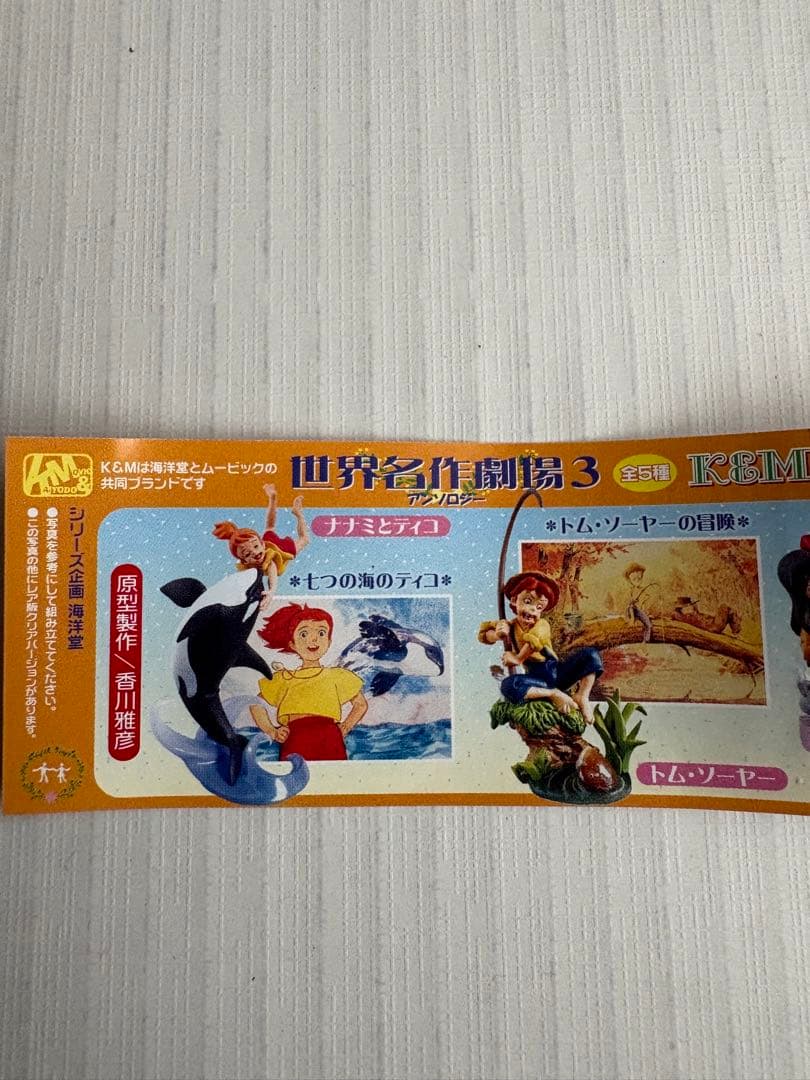 KM
OVIC
&
AIYODO
K&Mは海洋堂とムービックの
共同ブランドです
世界名作劇場3
アンソロジー
全5種
K&M
シリーズ企画 海洋堂
●写真を参考にして組み立ててください。
●この写真の他にレア版クリアバージョンがあります。
原型製作/香川雅彦
ナナミとティコ
*七つの海のティコ*
*トム・ソーヤーの冒険*
トム・ソーヤー